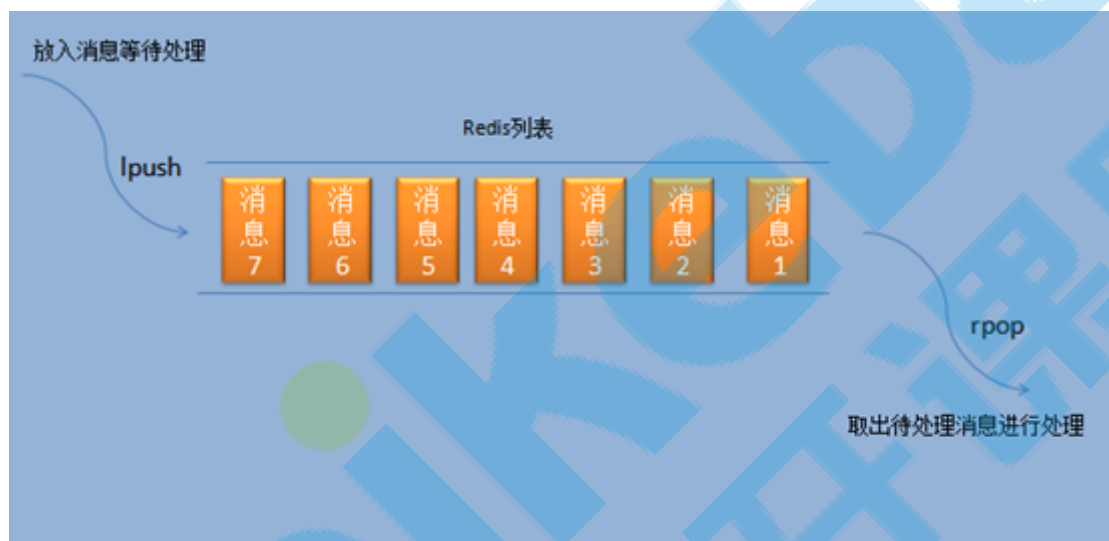 放入消息等待处理
Redis列表
lpush
消息7
消息6
消息5
消息4
消息3
消息2
消息1
rpop
取出待处理消息进行处理